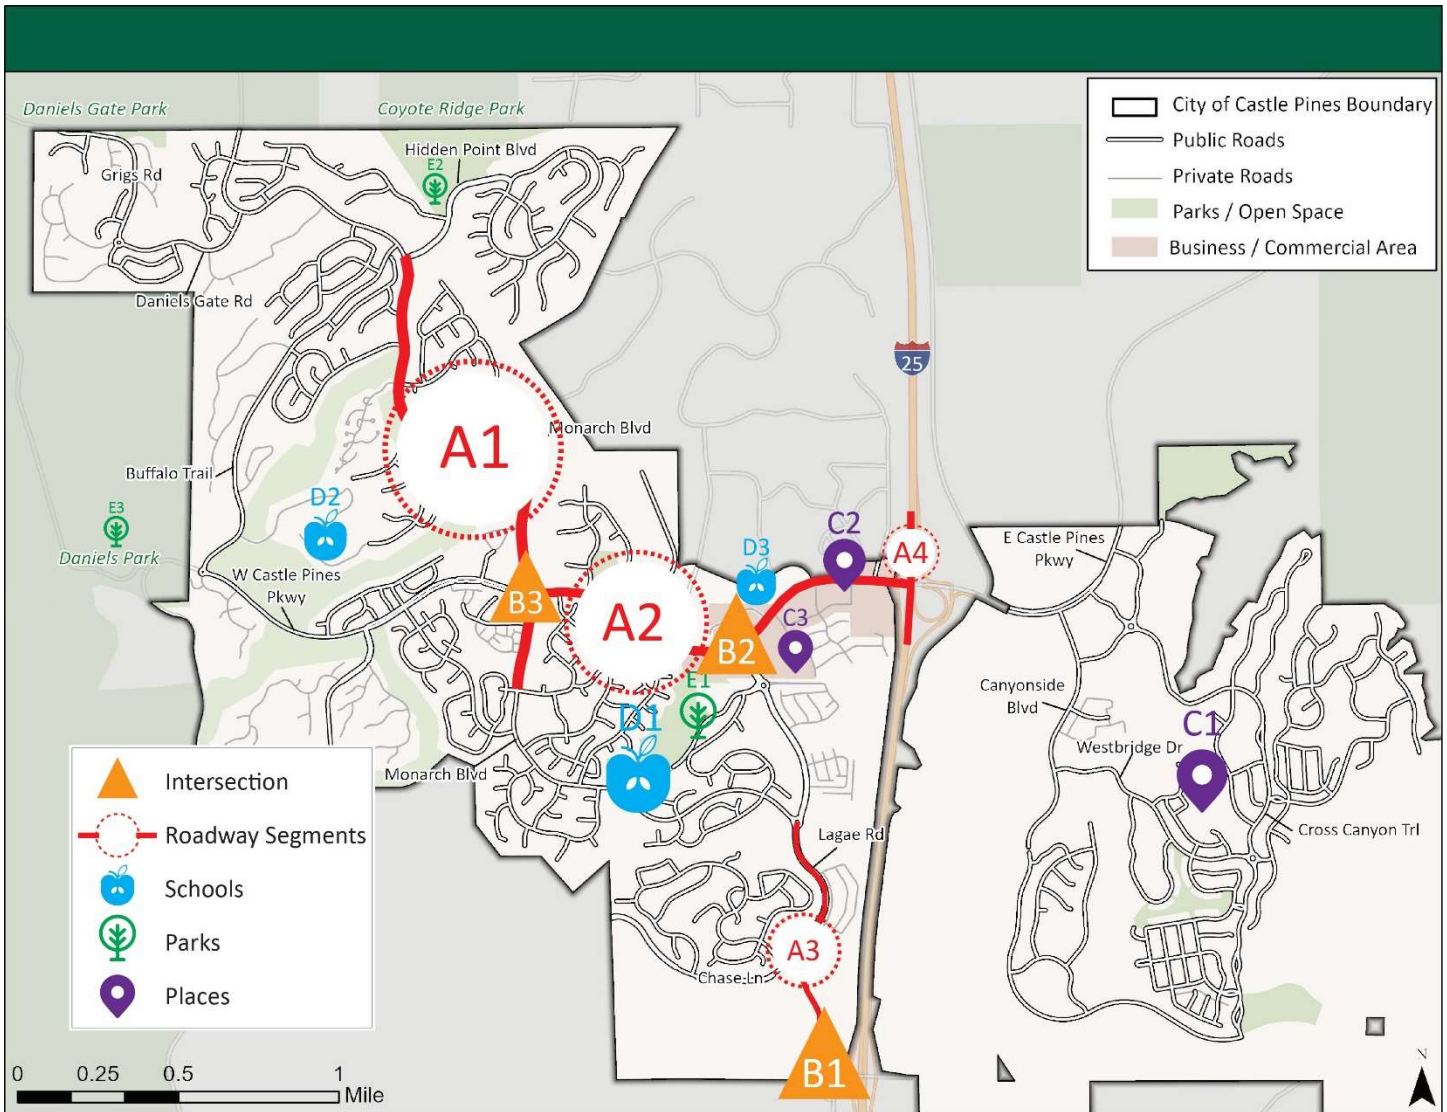 Daniels Gate Park
Coyote Ridge Park
City of Castle Pines Boundary
Public Roads
Private Roads
Parks / Open Space
Business / Commercial Area
Hidden Point Blvd
E2
Grigs Rd
Daniels Gate Rd
25
A1
Monarch Blvd
Buffalo Trail
D2
E3
Daniels Park
W Castle Pines
Pkwy
C2
D3
A4
E Castle Pines
Pkwy
B3
A2
B2
C3
E1
D1
Canyonside
Blvd
Westbridge Dr
C1
Monarch Blvd
Lagae Rd
Cross Canyon Trl
A3
Chase Ln
B1
Intersection
Roadway Segments
Schools
Parks
Places
0
0.25
0.5
1
Mile
N